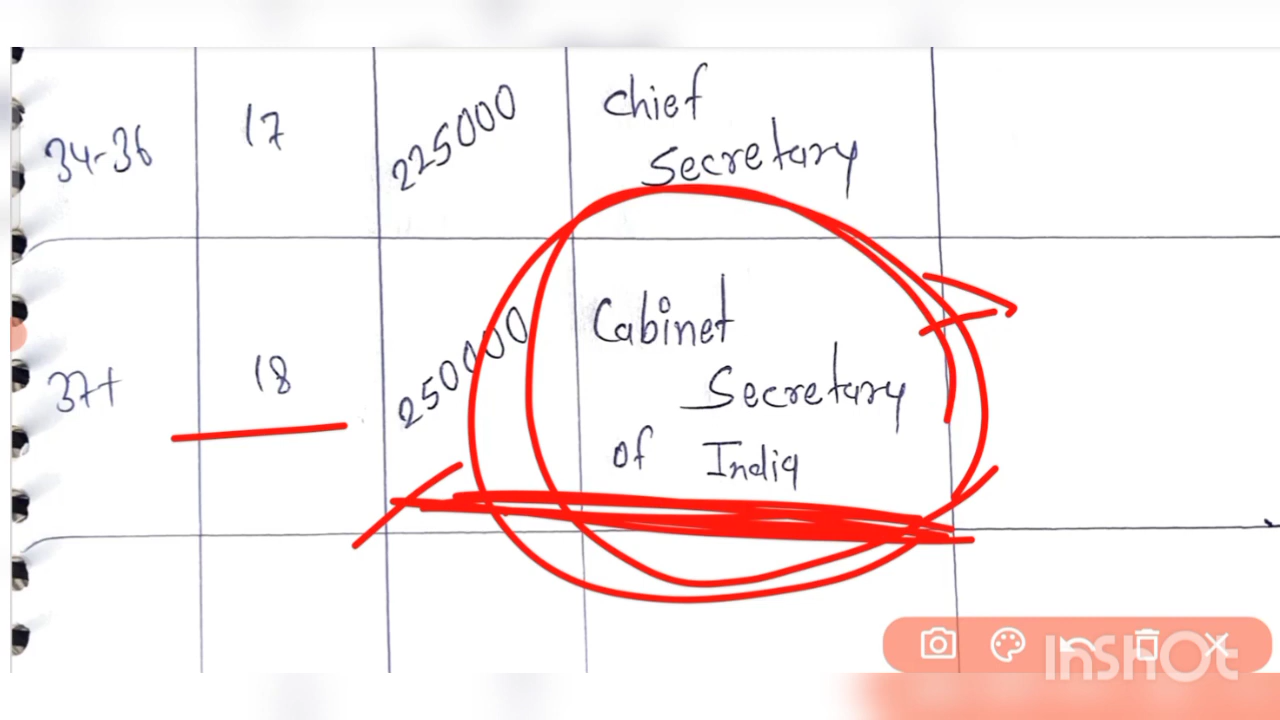 34-36 17 225000 Chief
Secretary
37+ 18 250000 Cabinet
Secretary
of India
InShOt